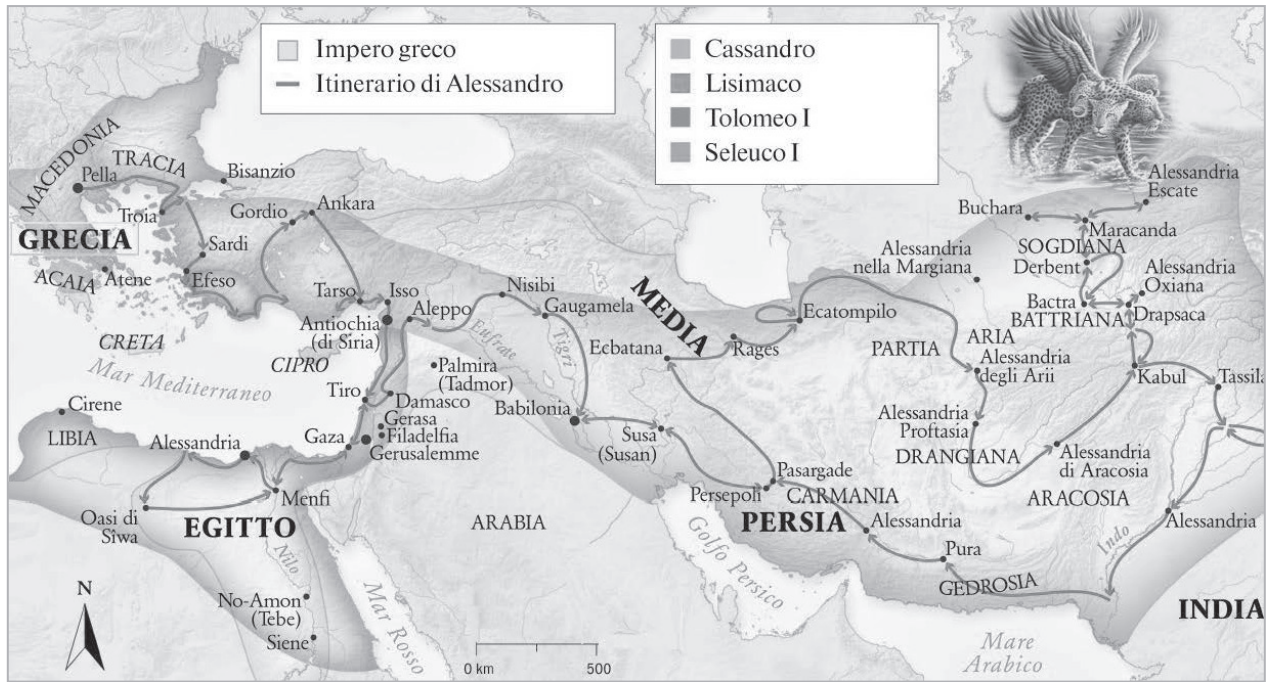 Impero greco
Itinerario di Alessandro
Cassandro
Lisimaco
Tolomeo I
Seleuco I
MACEDONIA
TRACIA
Pella
Bisanzio
Troia
Gordio
Ankara
GRECIA
Sardi
ACAIA
Atene
Efeso
Tarso
Isso
Aleppo
Nisibi
Gaugamela
Antiochia
(di Siria)
CRETA
CIPRO
Eufrate
Tigri
Mar Mediterraneo
Palmira
(Tadmor)
Tiro
Damasco
Gerasa
Filadelfia
Gerusalemme
Gaza
Cirene
LIBIA
Alessandria
Menfi
Oasi di
Siwa
EGITTO
Nilo
No-Amon
(Tebe)
Siene
Mar Rosso
ARABIA
N
0 km
500
MEDIA
Ecbatana
Rages
Ecatompilo
Babilonia
Susa
(Susan)
Persepoli
Pasargade
CARMANIA
PERSIA
Golfo Persico
Alessandria
Pura
GEDROSIA
Mare
Arabico
Alessandria
Escate
Buchara
Maracanda
SOGDIANA
Derbent
Alessandria
nella Margiana
Alessandria
Oxiana
Bactra
BATTRIANA
Drapsaca
PARTIA
ARIA
Alessandria
degli Arii
Kabul
Tassila
Alessandria
Proftasia
DRANGIANA
Alessandria
di Aracosia
ARACOSIA
Alessandria
Indo
INDIA